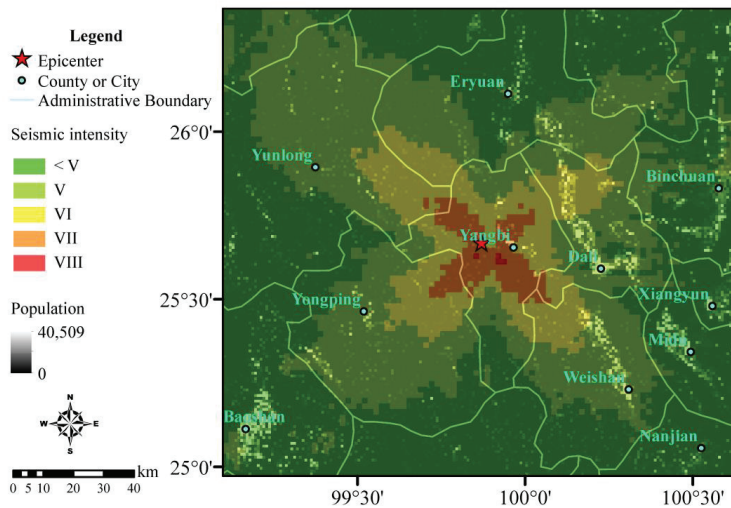 Legend
Epicenter
County or City
Administrative Boundary
Seismic intensity
< V
V
VI
VII
VIII
Population
40,509
0
N
W E
S
km
0 5 10 20 30 40
26°0'
25°30'
25°0'
99°30' 100°0' 100°30'
Eryuan
Yunlong
Binchuan
Yangbi
Dali
Yongping
Xiangyun
Midu
Weishan
Baoshan
Nanjian